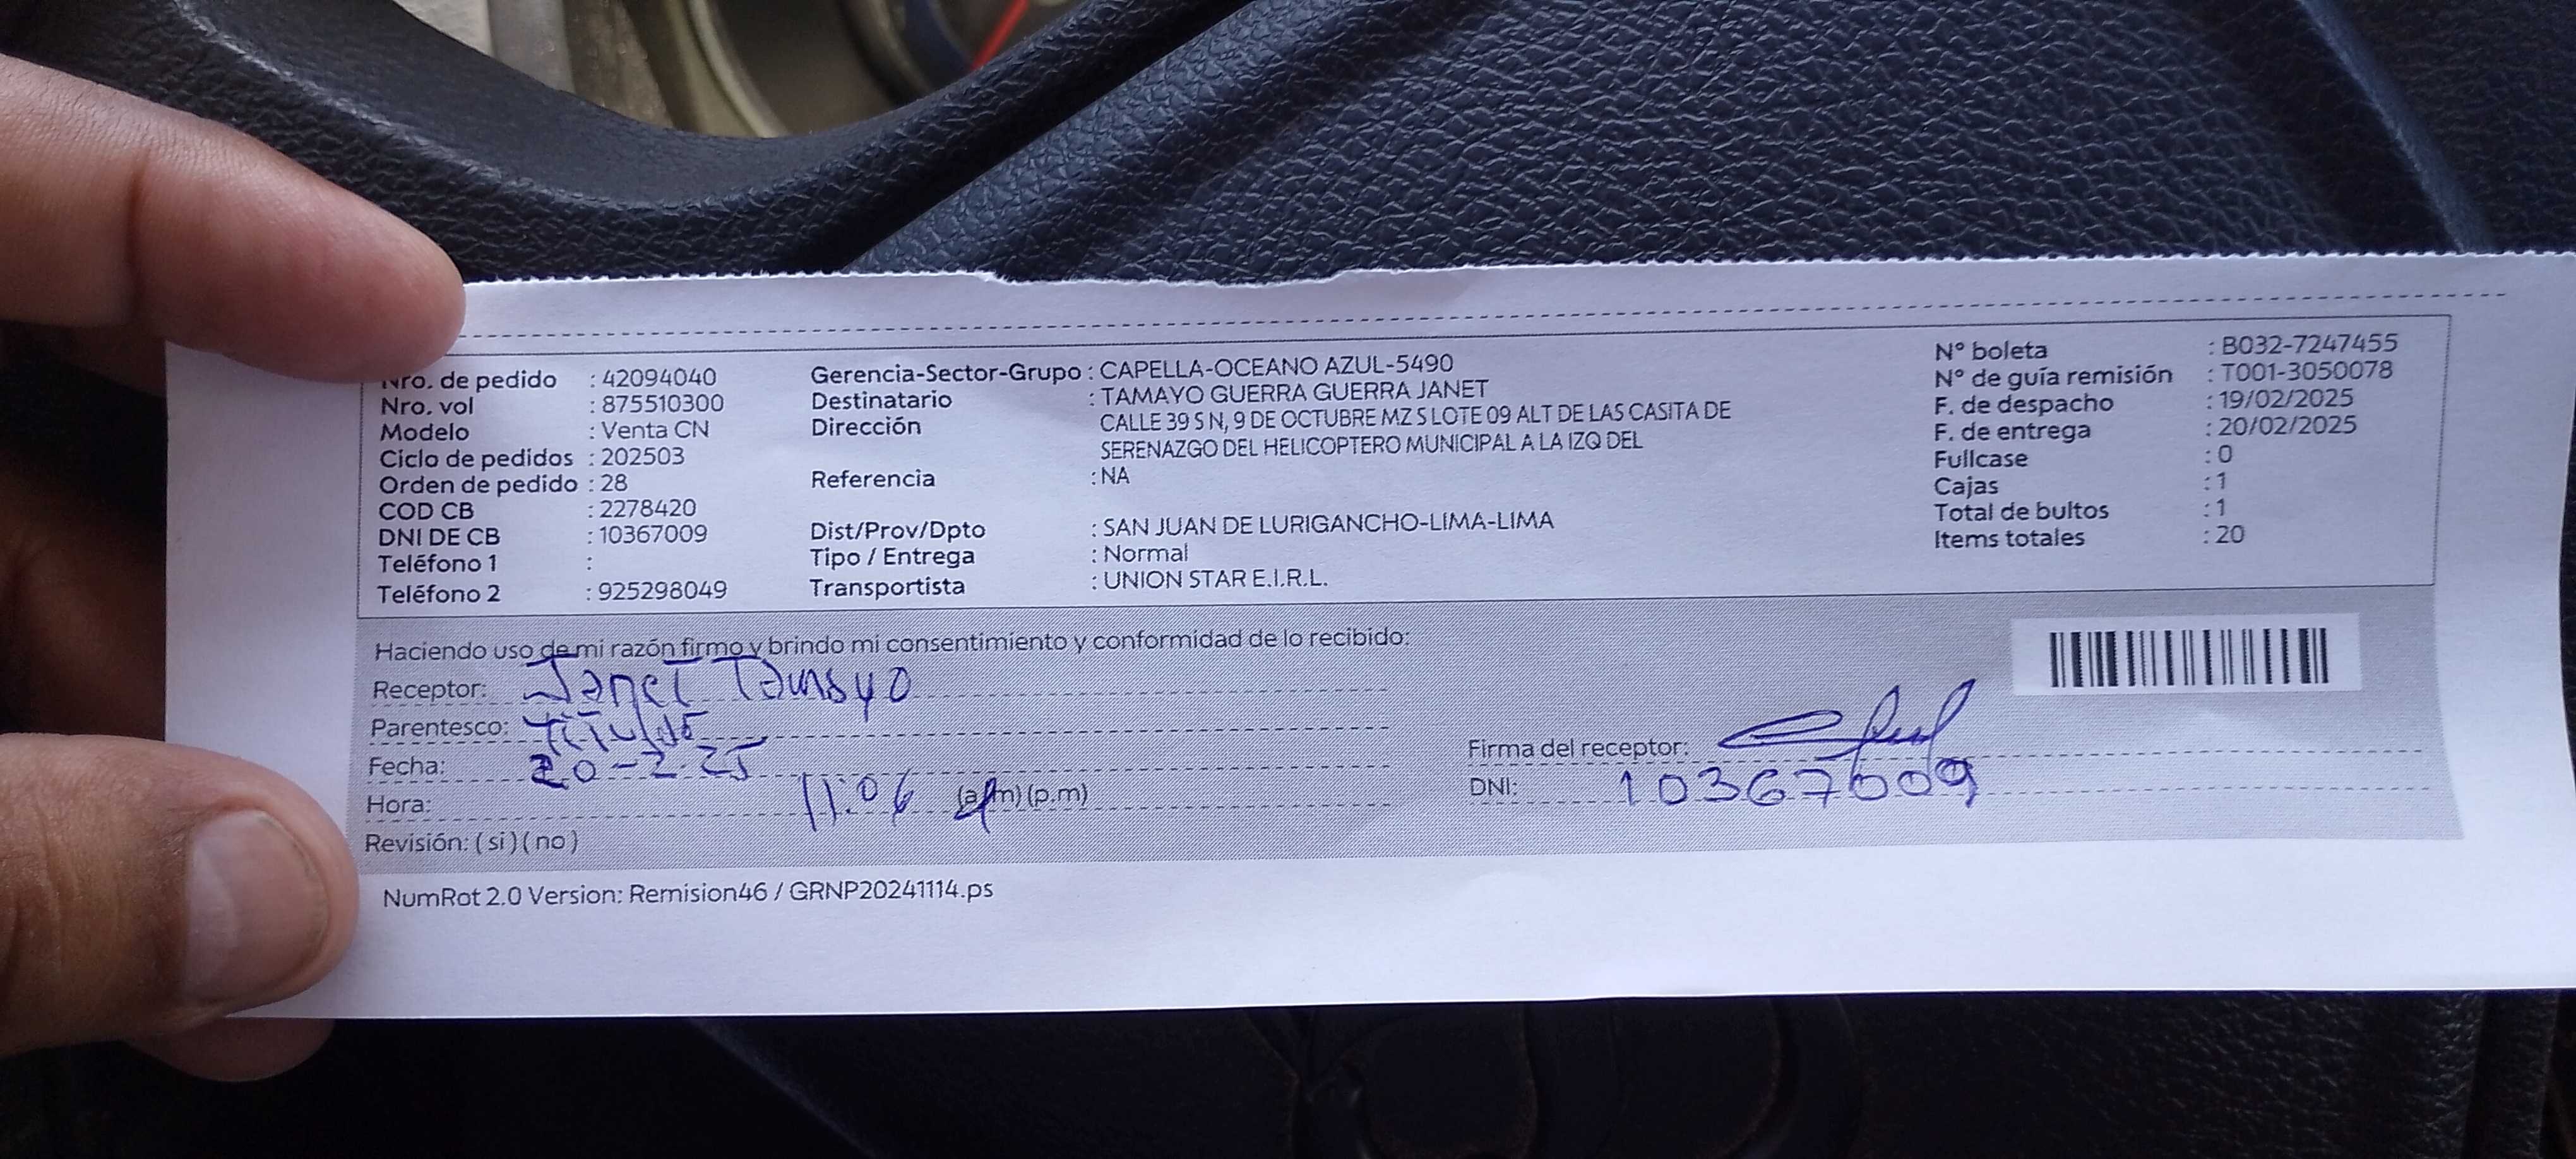 Nro. de pedido : 42094040
Nro. vol : 875510300
Modelo : Venta CN
Ciclo de pedidos : 202503
Orden de pedido : 28
COD CB : 2278420
DNI DE CB : 10367009
Teléfono 1 :
Teléfono 2 : 925298049
Gerencia-Sector-Grupo : CAPELLA-OCEANO AZUL-5490
Destinatario : TAMAYO GUERRA GUERRA JANET
Dirección CALLE 39 S N, 9 DE OCTUBRE MZ S LOTE 09 ALT DE LAS CASITA DE
SERENAZGO DEL HELICOPTERO MUNICIPAL A LA IZQ DEL
Referencia : NA
Dist/Prov/Dpto : SAN JUAN DE LURIGANCHO-LIMA-LIMA
Tipo / Entrega : Normal
Transportista : UNION STAR E.I.R.L.
N° boleta : B032-7247455
N° de guía remisión : T001-3050078
F. de despacho : 19/02/2025
F. de entrega : 20/02/2025
Fullcase : 0
Cajas : 1
Total de bultos : 1
Items totales : 20
Haciendo uso de mi razón firmo y brindo mi consentimiento y conformidad de lo recibido:
Receptor: Janet Tamayo
Parentesco:
Fecha: 20-2-25
Hora: 11:06 (a.m) (p.m)
Revisión: ( si ) ( no )
Firma del receptor:
DNI: 10367009
NumRot 2.0 Version: Remision46 / GRNP20241114.ps